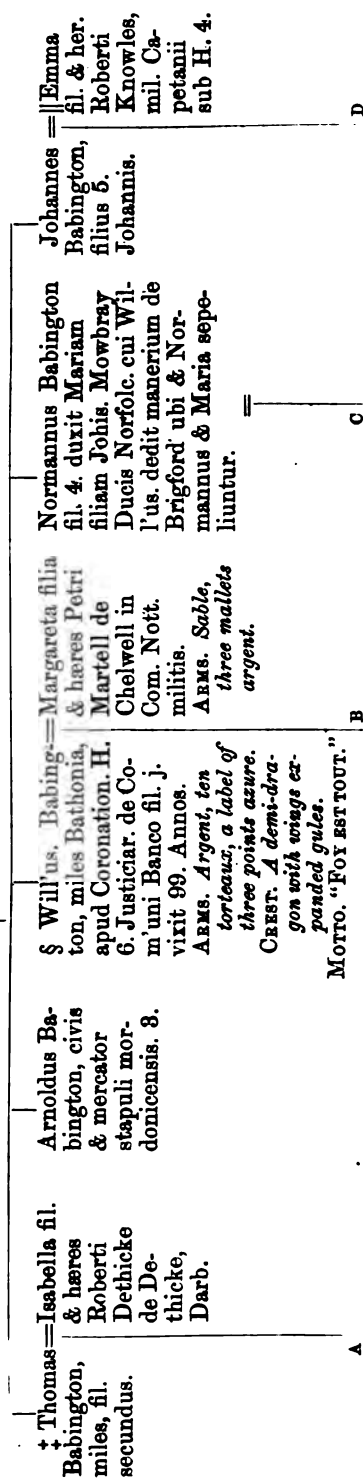 ‡ Thomas=Isabella fil.
Babington, & hæres
miles, fil. Roberti
secundus. Dethicke
de De-
thicke,
Darb.
A
Arnoldus Ba-
bington, civis
& mercator
stapuli mor-
donicensis. 3.
§ Will'us. Babing-=Margareta filia
ton, miles Bathonia, & hæres Petri
apud Coronation. H. Martell de
6. Justiciar. de Co- Chelwell in
m'uni Banco fil. j. Com. Nott.
vixit 99. Annos. militis.
ARMS. Argent, ten ARMS. Sable,
torteaux, a label of three mallets
three points azure. argent.
CREST. A demi-dra-
gon with wings ex-
panded gules.
MOTTO. "FOY EST TOUT."
B
Normannus Babington
fil. 4. duxit Mariam
filiam Johis. Mowbray
Ducis Norfolc. cui Wil-
l'us. dedit manerium de
Brigford' ubi & Nor-
mannus & Maria sepe-
liuntur.
=
C
Johannes =||Emma
Babington, fil. & her.
filius 5. Roberti
Johannis. Knowles,
mil. Ca-
petanii
sub H. 4.
D